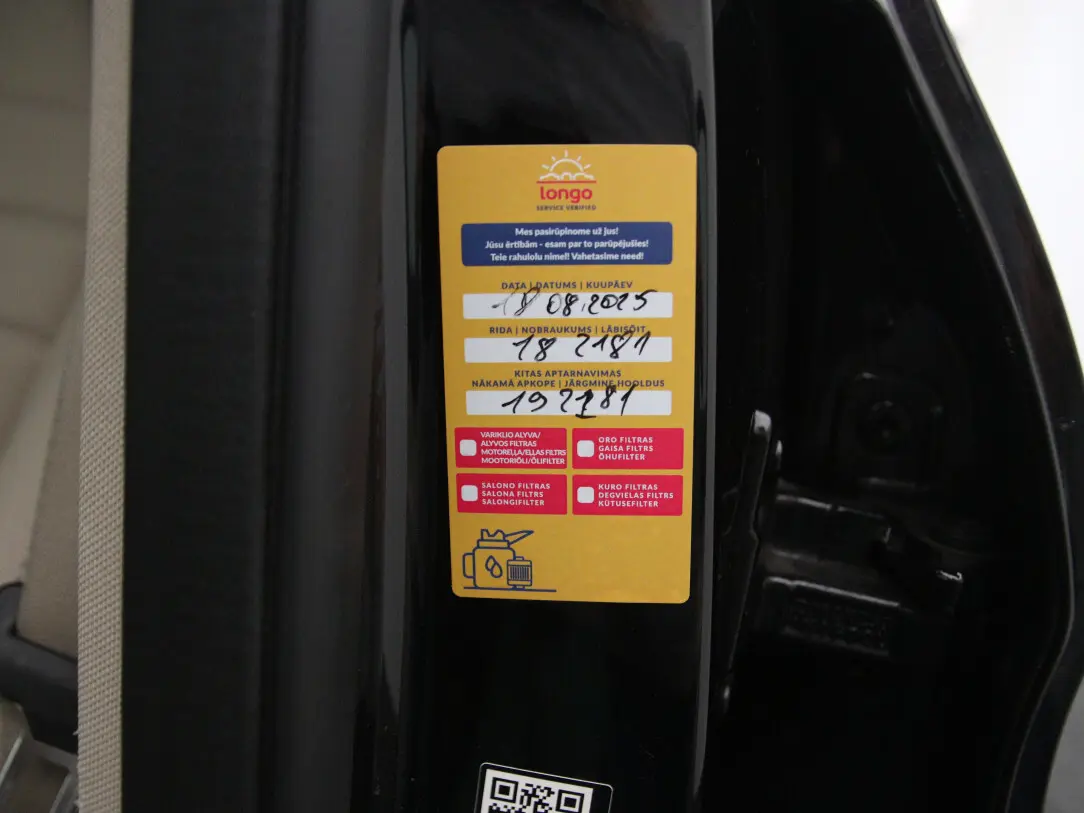 longo
SERVICE VERIFIED
Mes pasirūpinome už jus!
Jūsu ērtībām - esam par to parūpējušies!
Teie rahulolu nimel! Vahetasime need!
DATA | DATUMS | KUUPÄEV
18 08.2025
RIDA | NOBRAUKUMS | LÄBISÕIT
18 2181
KITAS APTARNAVIMAS
NĀKAMĀ APKOPE | JÄRGMINE HOOLDUS
192181
VARIKLIO ALYVA/
ALYVOS FILTRAS
MOTOREĻĻA/EĻĻAS FILTRS
MOOTORIÕLI/ÕLIFILTER
ORO FILTRAS
GAISA FILTRS
ÕHUFILTER
SALONO FILTRAS
SALONA FILTRS
SALONGIFILTER
KURO FILTRAS
DEGVIELAS FILTRS
KÜTUSEFILTER